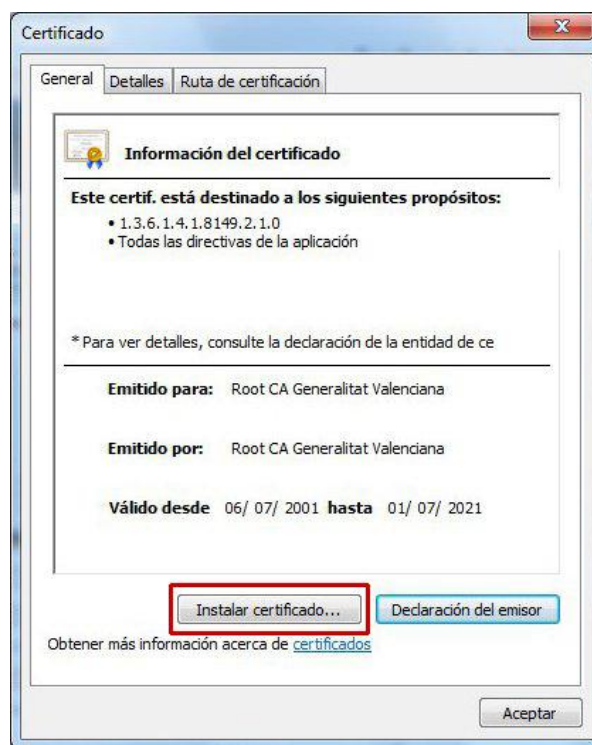 Certificado
General Detalles Ruta de certificación
Información del certificado
Este certif. está destinado a los siguientes propósitos:
• 1.3.6.1.4.1.8149.2.1.0
• Todas las directivas de la aplicación
* Para ver detalles, consulte la declaración de la entidad de ce
Emitido para: Root CA Generalitat Valenciana
Emitido por: Root CA Generalitat Valenciana
Válido desde 06/ 07/ 2001 hasta 01/ 07/ 2021
Instalar certificado... Declaración del emisor
Obtener más información acerca de certificados
Aceptar